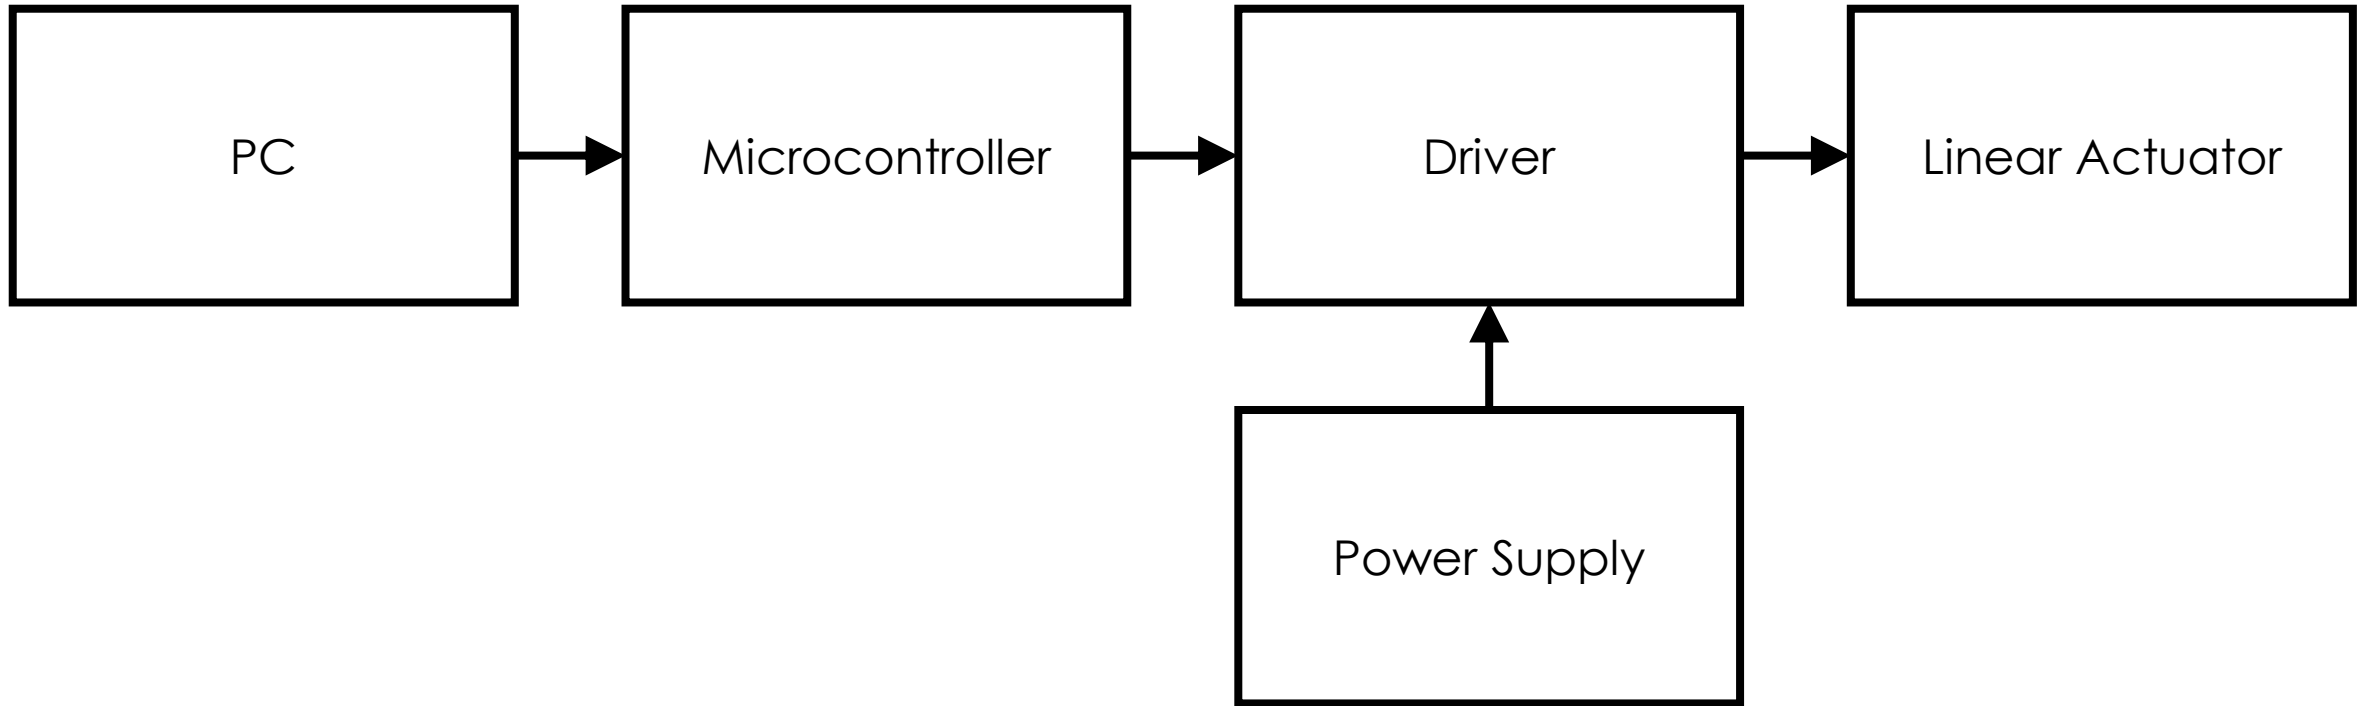 PC
Microcontroller
Driver
Linear Actuator
Power Supply